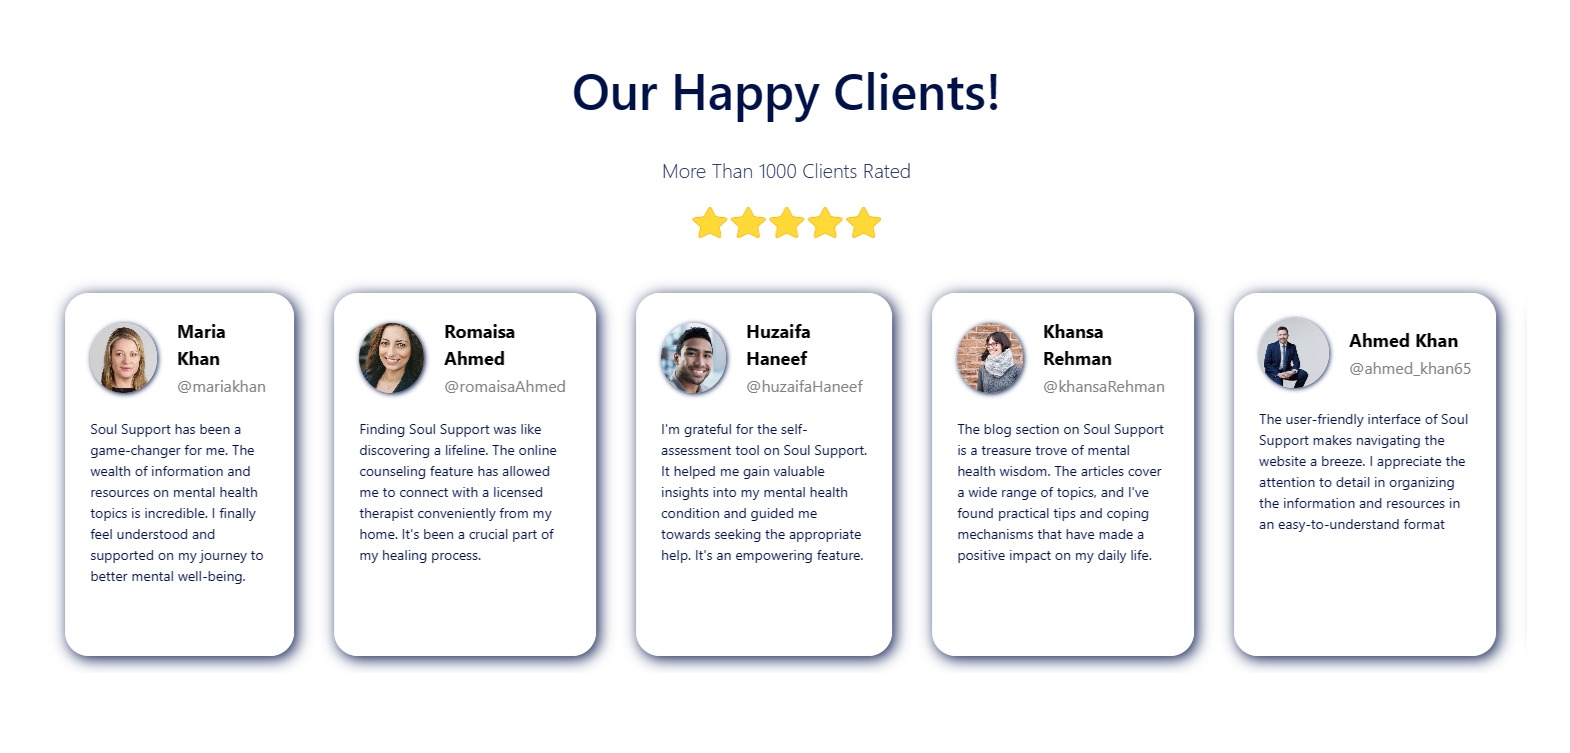 Our Happy Clients!
More Than 1000 Clients Rated
Maria
Khan
@mariakhan
Soul Support has been a
game-changer for me. The
wealth of information and
resources on mental health
topics is incredible. I finally
feel understood and
supported on my journey to
better mental well-being.
Romaisa
Ahmed
@romaisaAhmed
Finding Soul Support was like
discovering a lifeline. The online
counseling feature has allowed
me to connect with a licensed
therapist conveniently from my
home. It's been a crucial part of
my healing process.
Huzaifa
Haneef
@huzaifaHaneef
I'm grateful for the self-
assessment tool on Soul Support.
It helped me gain valuable
insights into my mental health
condition and guided me
towards seeking the appropriate
help. It's an empowering feature.
Khansa
Rehman
@khansaRehman
The blog section on Soul Support
is a treasure trove of mental
health wisdom. The articles cover
a wide range of topics, and I've
found practical tips and coping
mechanisms that have made a
positive impact on my daily life.
Ahmed Khan
@ahmed_khan65
The user-friendly interface of Soul
Support makes navigating the
website a breeze. I appreciate the
attention to detail in organizing
the information and resources in
an easy-to-understand format